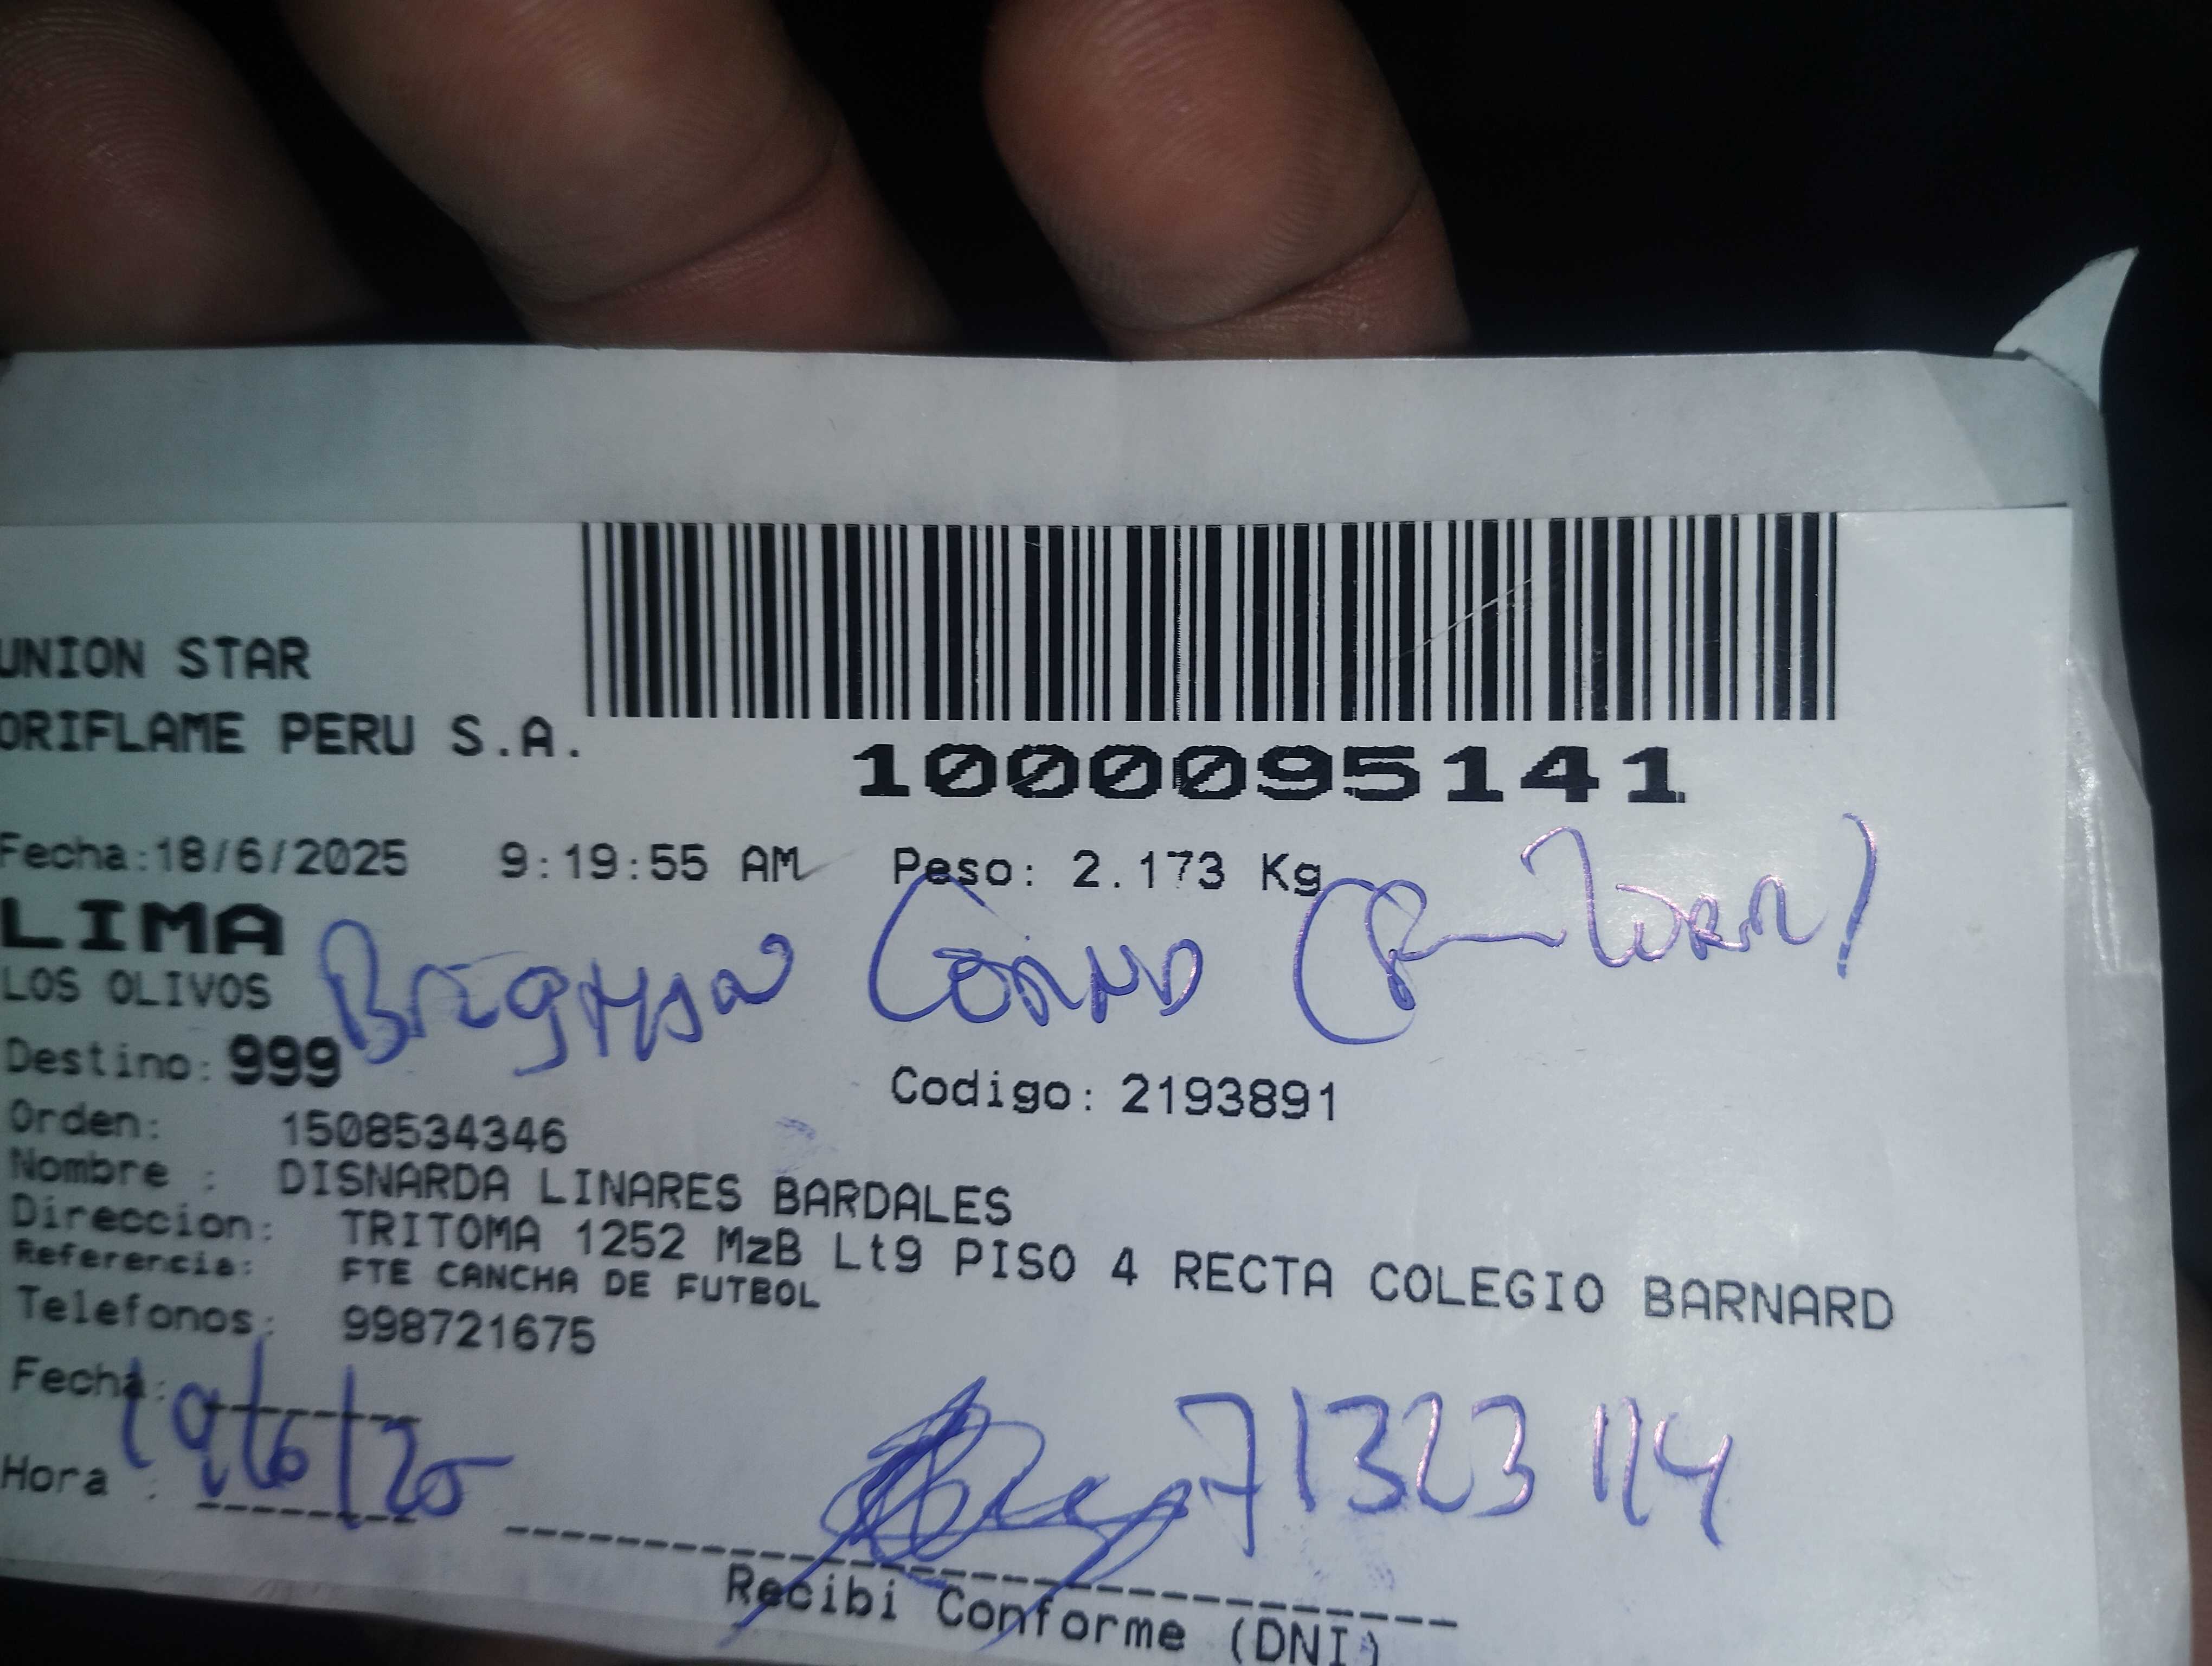 UNION STAR
ORIFLAME PERU S.A.
1000095141
Fecha:18/6/2025 9:19:55 AM Peso: 2.173 Kg
LIMA
LOS OLIVOS
Destino: 999
Codigo: 2193891
Orden: 1508534346
Nombre : DISNARDA LINARES BARDALES
Direccion: TRITOMA 1252 MzB Lt9 PISO 4 RECTA COLEGIO BARNARD
Referencia: FTE CANCHA DE FUTBOL
Telefonos: 998721675
Fecha: 19/6/25
Hora :
Recibi Conforme (DNI)